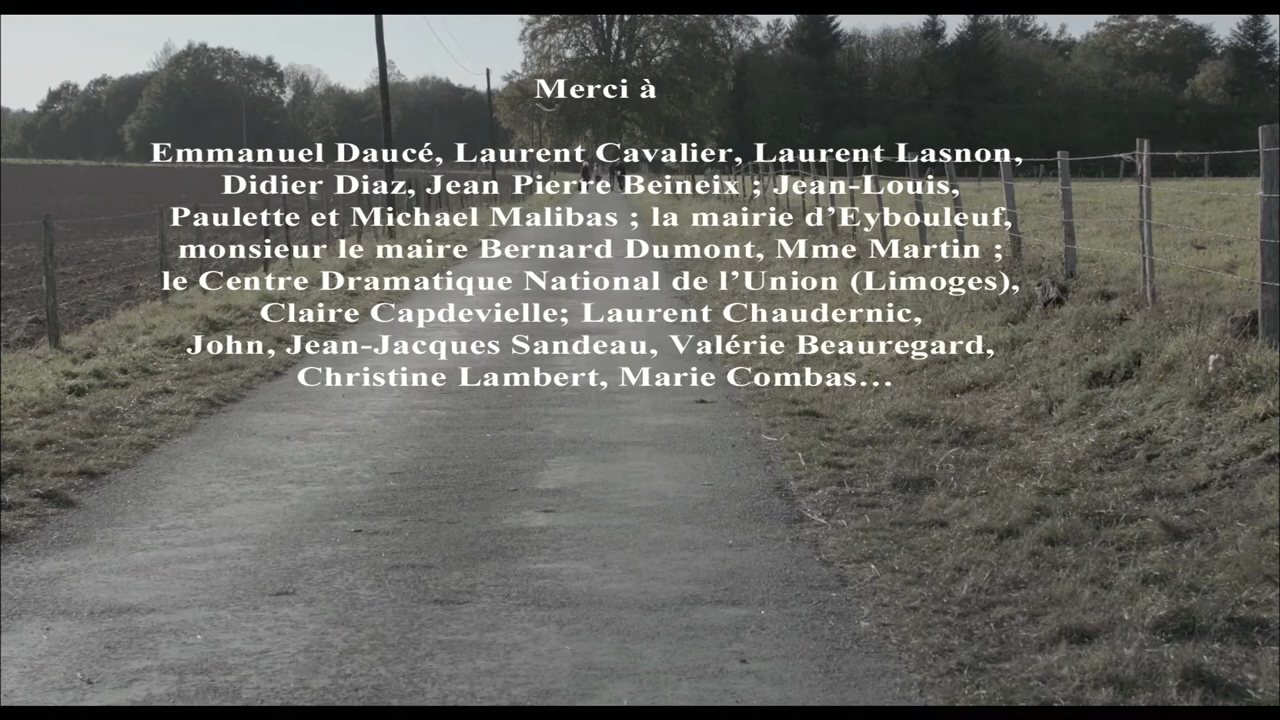 Merci à
Emmanuel Daucé, Laurent Cavalier, Laurent Lasnon,
Didier Diaz, Jean Pierre Beineix ; Jean-Louis,
Paulette et Michael Malibas ; la mairie d’Eybouleuf,
monsieur le maire Bernard Dumont, Mme Martin ;
le Centre Dramatique National de l’Union (Limoges),
Claire Capdevielle; Laurent Chaudernic,
John, Jean-Jacques Sandeau, Valérie Beauregard,
Christine Lambert, Marie Combas…